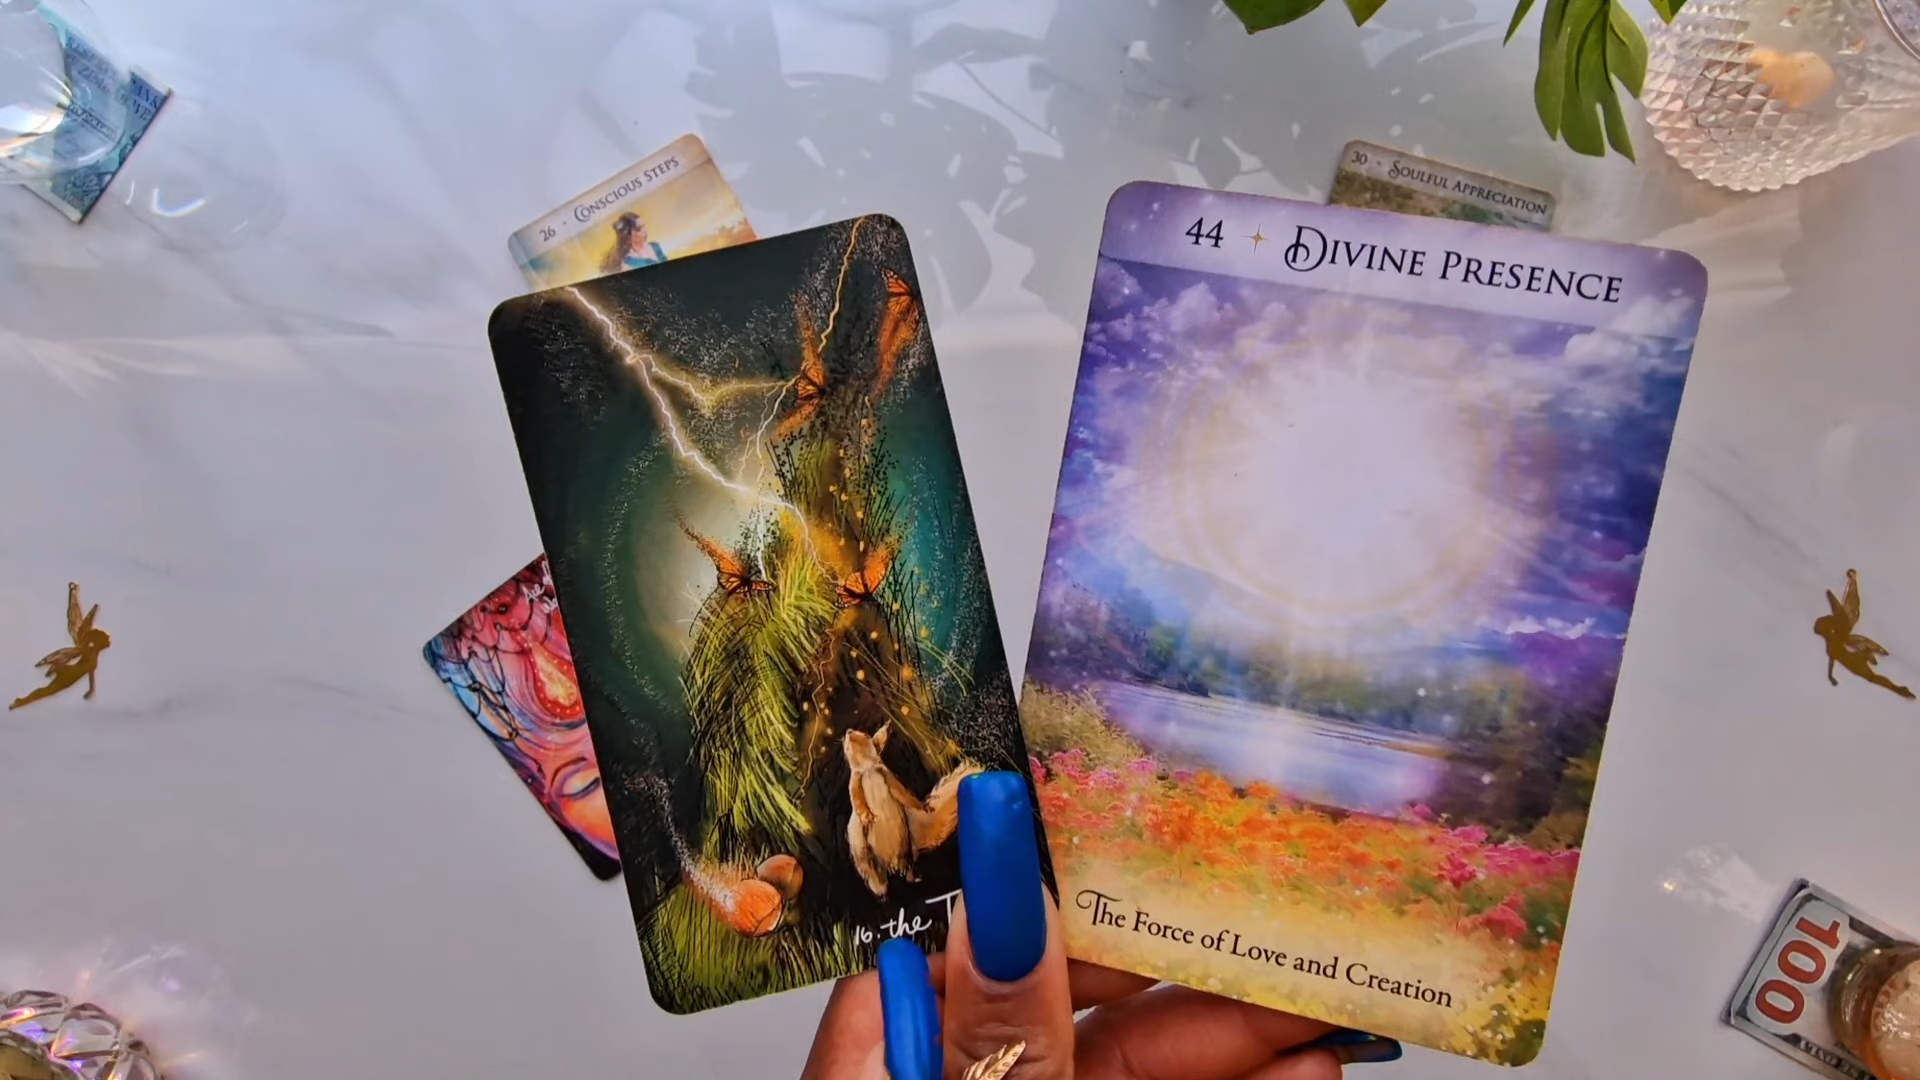 26 · Conscious Steps
30 · Soulful Appreciation
44 Divine Presence
16. the T
The Force of Love and Creation
100